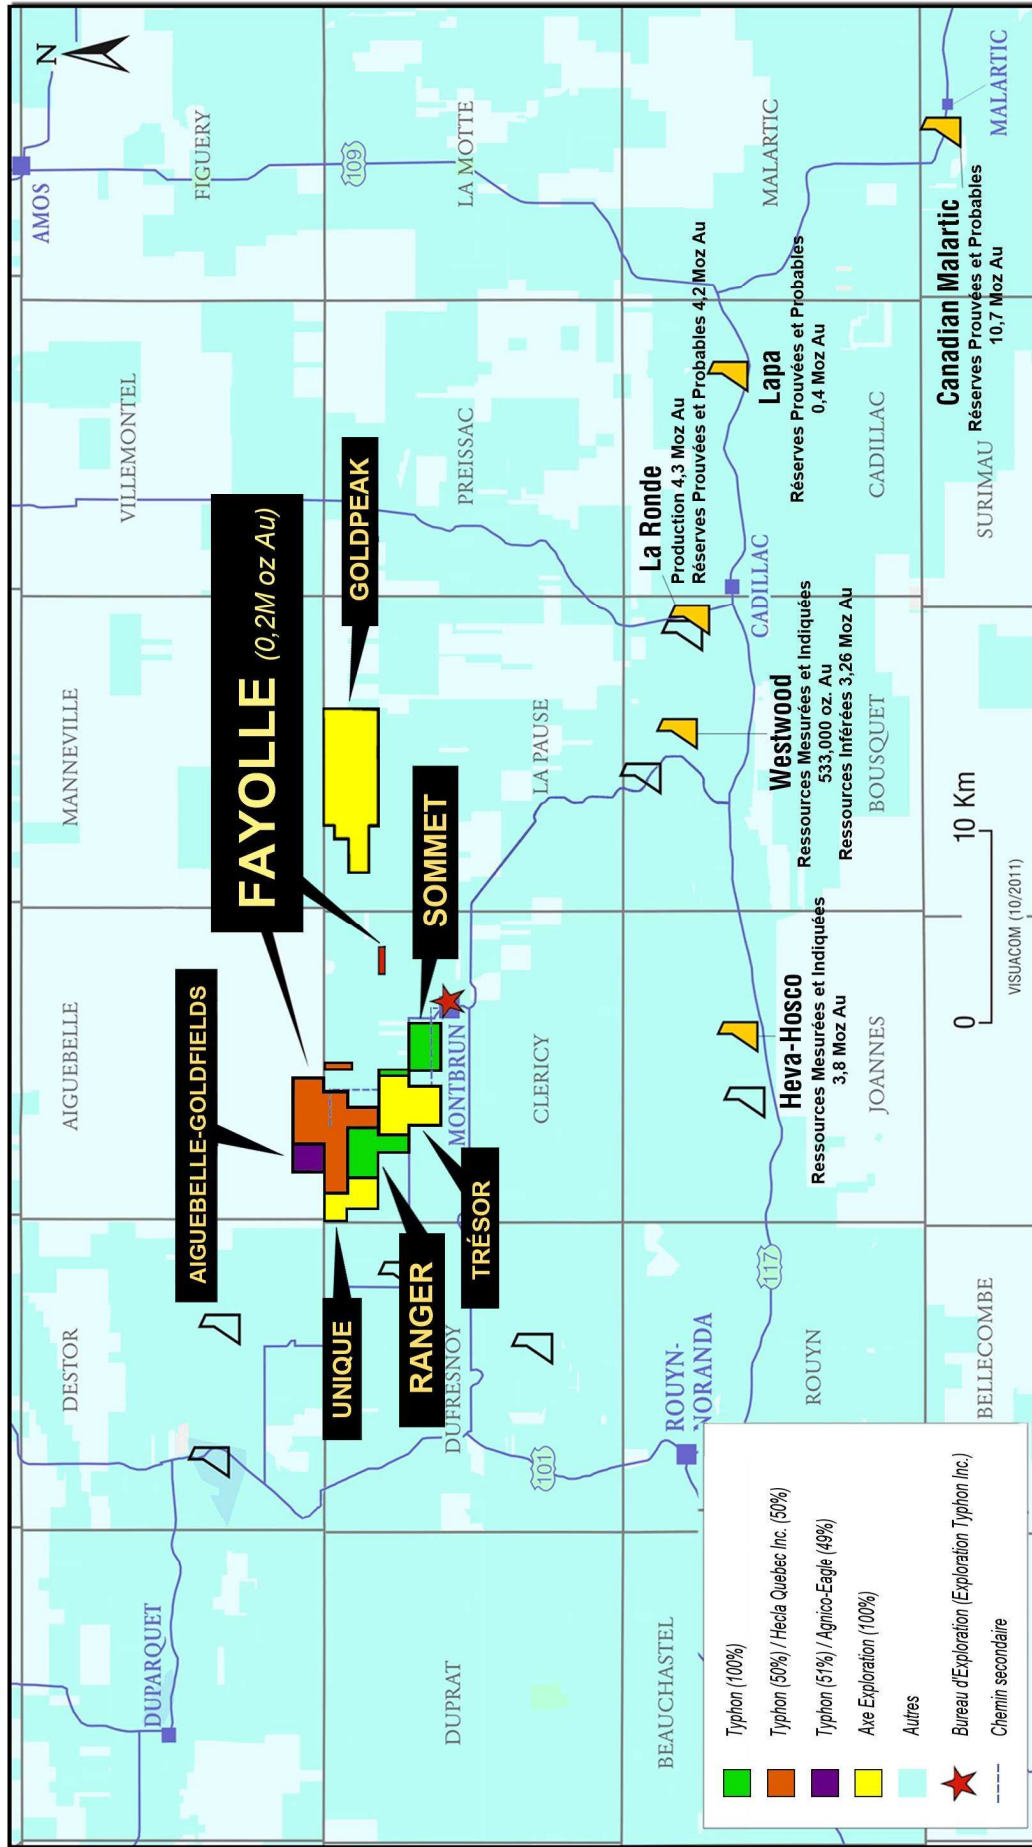 N
AMOS
FIGUERY
109
LA MOTTE
MALARTIC
MALARTIC
Canadian Malartic
Réserves Prouvées et Probables
10,7 Moz Au
VILLEMONTEL
PREISSAC
GOLDPEAK
FAYOLLE (0,2M oz Au)
La Ronde
Production 4,3 Moz Au
Réserves Prouvées et Probables 4,2 Moz Au
Lapa
Réserves Prouvées et Probables
0,4 Moz Au
CADILLAC
CADILLAC
SURIMAU
MANNEVILLE
LA PAUSE
SOMMET
Westwood
Ressources Mesurées et Indiquées
533,000 oz. Au
Ressources Inférées 3,26 Moz Au
BOUSQUET
AIGUEBELLE
AIGUEBELLE-GOLDFIELDS
MONTBRUN
CLERICY
Heva-Hosco
Ressources Mesurées et Indiquées
3,8 Moz Au
JOANNES
0
10 Km
VISUACOM (10/2011)
DESTOR
UNIQUE
RANGER
TRÉSOR
DUFRESNOY
101
117
ROUYN-
NORANDA
ROUYN
BELLECOMBE
DUPARQUET
DUPRAT
BEAUCHASTEL
Typhon (100%)
Typhon (50%) / Hecla Quebec Inc. (50%)
Typhon (51%) / Agnico-Eagle (49%)
Axe Exploration (100%)
Autres
Bureau d'Exploration (Exploration Typhon Inc.)
Chemin secondaire